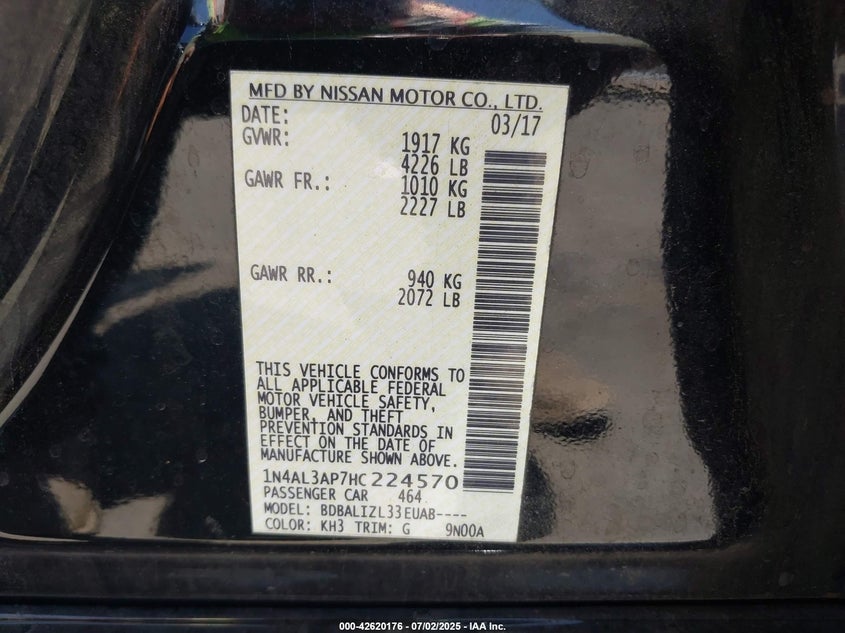 MFD BY NISSAN MOTOR CO., LTD.
DATE: 03/17
GVWR: 1917 KG
4226 LB
GAWR FR.: 1010 KG
2227 LB
GAWR RR.: 940 KG
2072 LB
THIS VEHICLE CONFORMS TO
ALL APPLICABLE FEDERAL
MOTOR VEHICLE SAFETY,
BUMPER, AND THEFT
PREVENTION STANDARDS IN
EFFECT ON THE DATE OF
MANUFACTURE SHOWN ABOVE.
1N4AL3AP7HC224570
PASSENGER CAR 464
MODEL: BDBALIZL33EUAB----
COLOR: KH3 TRIM: G 9N00A
000-42620176 - 07/02/2025 - IAA Inc.